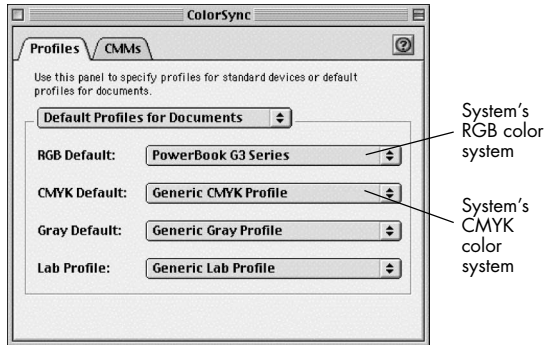 ColorSync
Profiles
CMMs
?
Use this panel to specify profiles for standard devices or default
profiles for documents.
Default Profiles for Documents
RGB Default:
PowerBook G3 Series
CMYK Default:
Generic CMYK Profile
Gray Default:
Generic Gray Profile
Lab Profile:
Generic Lab Profile
System's
RGB color
system
System's
CMYK
color
system